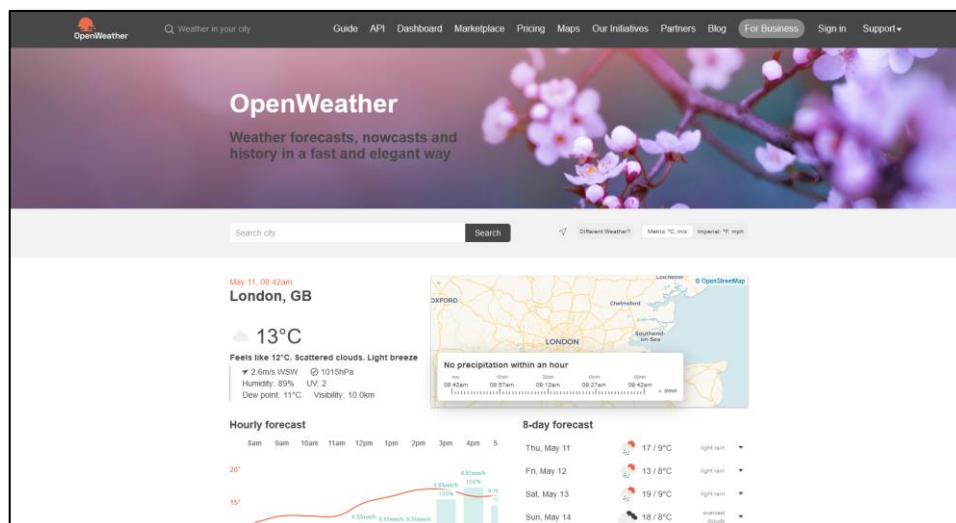 OpenWeather
Weather in your city
Guide API Dashboard Marketplace Pricing Maps Our Initiatives Partners Blog For Business Sign in Support
OpenWeather
Weather forecasts, nowcasts and
history in a fast and elegant way
Search city
Search
Different Weather?
Metric: °C, m/s
Imperial: °F, mph
May 11, 08:42am
London, GB
13°C
Feels like 12°C. Scattered clouds. Light breeze
2.6m/s WSW 1015hPa
Humidity: 89% UV: 2
Dew point: 11°C Visibility: 10.0km
© OpenStreetMap
OXFORD
Chelmsford
LONDON
Southend-
on-Sea
No precipitation within an hour
08:42am 08:57am 09:12am 09:27am 09:42am
Hourly forecast
8am 9am 10am 11am 12pm 1pm 2pm 3pm 4pm 5
20°
15°
100%
8-day forecast
Thu, May 11 17 / 9°C light rain
Fri, May 12 13 / 8°C light rain
Sat, May 13 19 / 9°C light rain
Sun, May 14 18 / 8°C overcast
clouds